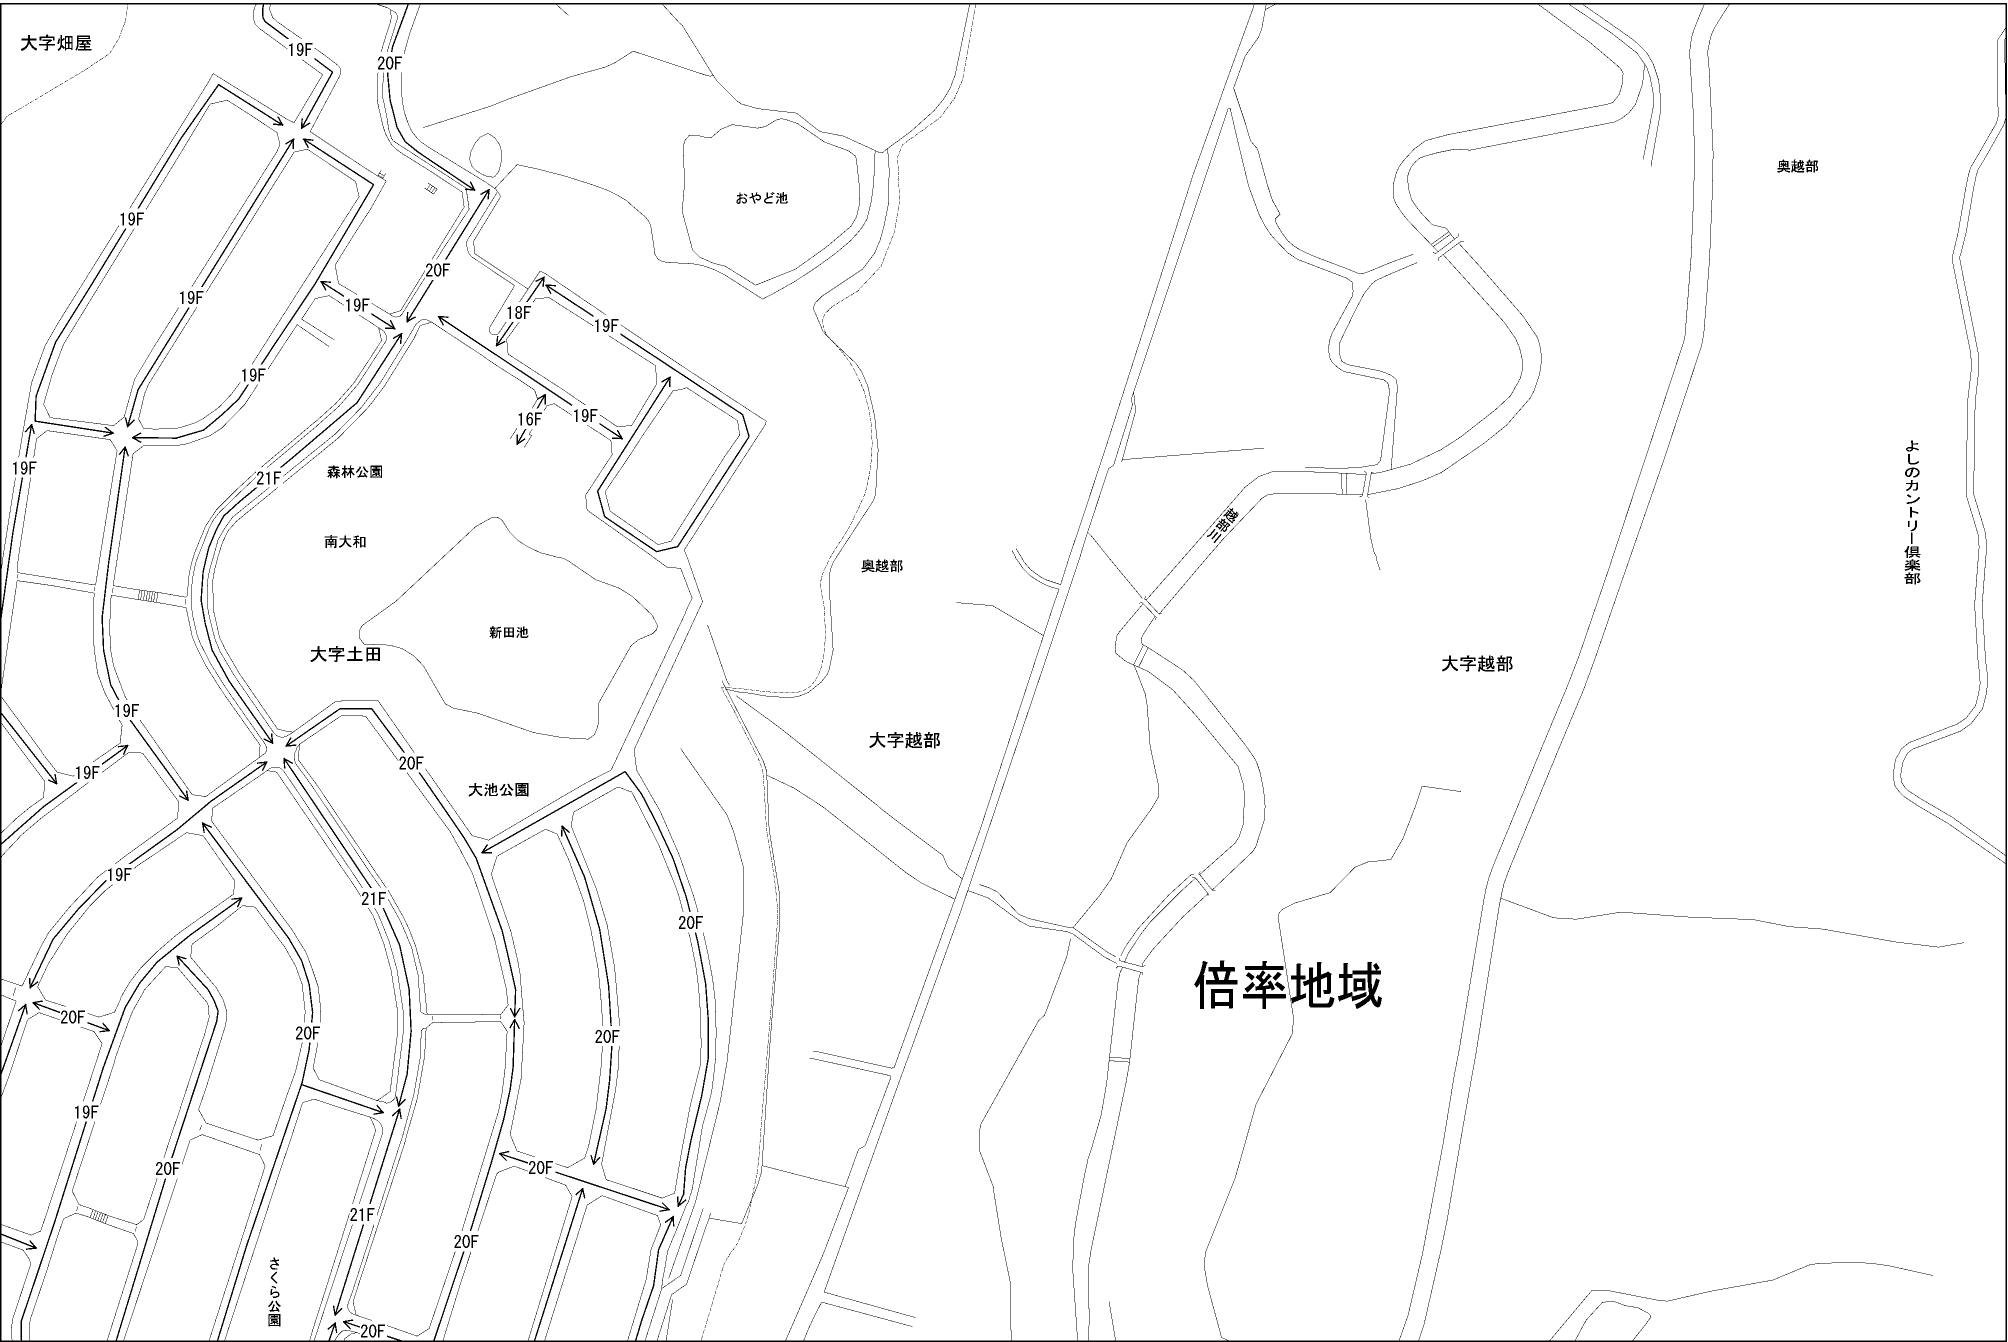 大字畑屋
19F
20F
奥越部
おやど池
19F
20F
19F
19F
18F
19F
19F
16F
19F
よしのカントリー倶楽部
19F
森林公園
21F
越部川
南大和
奥越部
新田池
大字土田
大字越部
19F
大字越部
20F
19F
大池公園
19F
21F
20F
倍率地域
20F
20F
20F
19F
20F
20F
21F
20F
さくら公園
20F